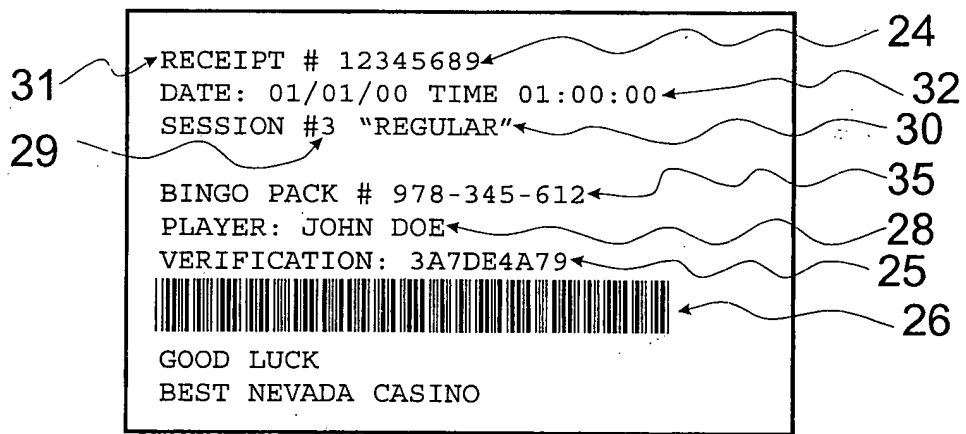 RECEIPT # 12345689
DATE: 01/01/00 TIME 01:00:00
SESSION #3 “REGULAR”
BINGO PACK # 978-345-612
PLAYER: JOHN DOE
VERIFICATION: 3A7DE4A79
GOOD LUCK
BEST NEVADA CASINO
31
29
24
32
30
35
28
25
26